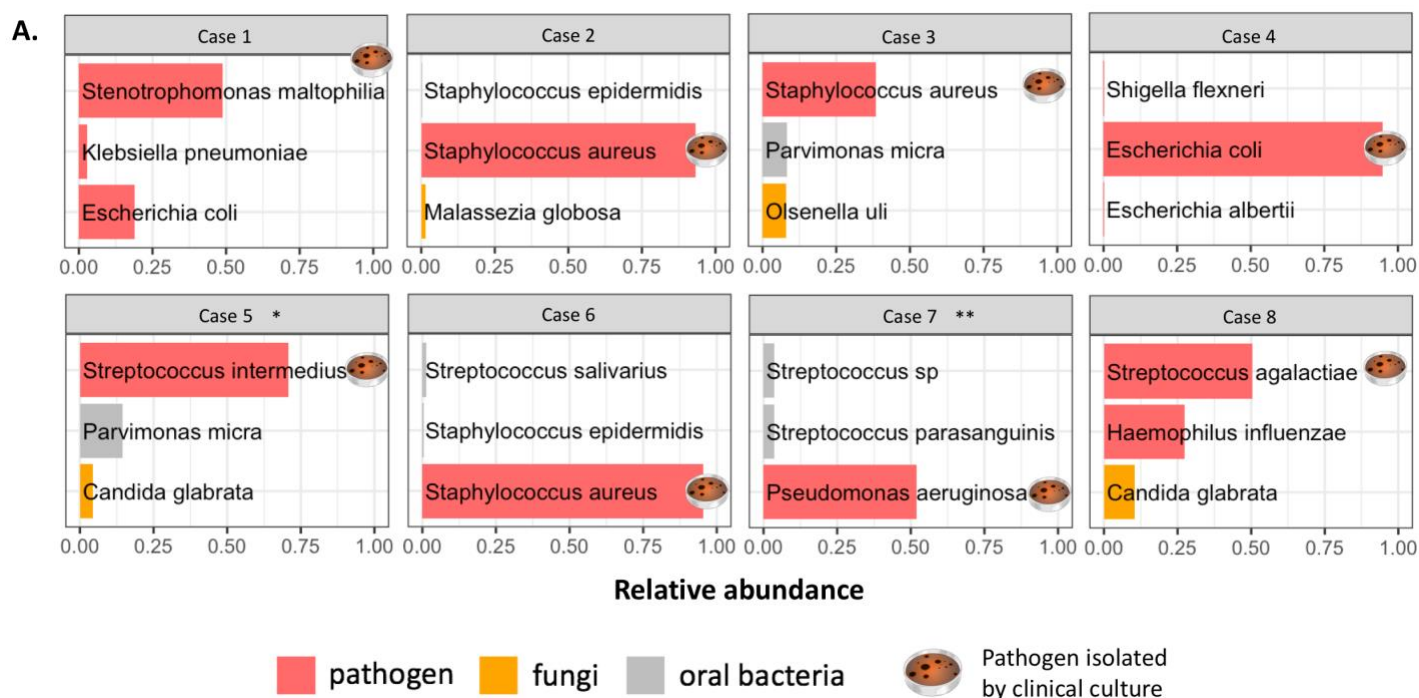 A.
Case 1
Case 2
Case 3
Case 4
Stenotrophomonas maltophilia
Klebsiella pneumoniae
Escherichia coli
0.00 0.25 0.50 0.75 1.00
Staphylococcus epidermidis
Staphylococcus aureus
Malassezia globosa
0.00 0.25 0.50 0.75 1.00
Staphylococcus aureus
Parvimonas micra
Olsenella uli
0.00 0.25 0.50 0.75 1.00
Shigella flexneri
Escherichia coli
Escherichia albertii
0.00 0.25 0.50 0.75 1.00
Case 5 *
Case 6
Case 7 **
Case 8
Streptococcus intermedius
Parvimonas micra
Candida glabrata
0.00 0.25 0.50 0.75 1.00
Streptococcus salivarius
Staphylococcus epidermidis
Staphylococcus aureus
0.00 0.25 0.50 0.75 1.00
Streptococcus sp
Streptococcus parasanguinis
Pseudomonas aeruginosa
0.00 0.25 0.50 0.75 1.00
Streptococcus agalactiae
Haemophilus influenzae
Candida glabrata
0.00 0.25 0.50 0.75 1.00
Relative abundance
pathogen
fungi
oral bacteria
Pathogen isolated
by clinical culture